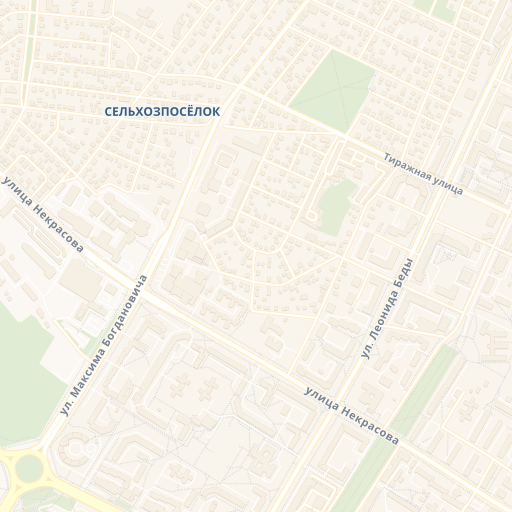 СЕЛЬХОЗПОСЁЛОК
Тиражная улица
улица Некрасова
ул. Максима Богдановича
ул. Леонида Беды
улица Некрасова